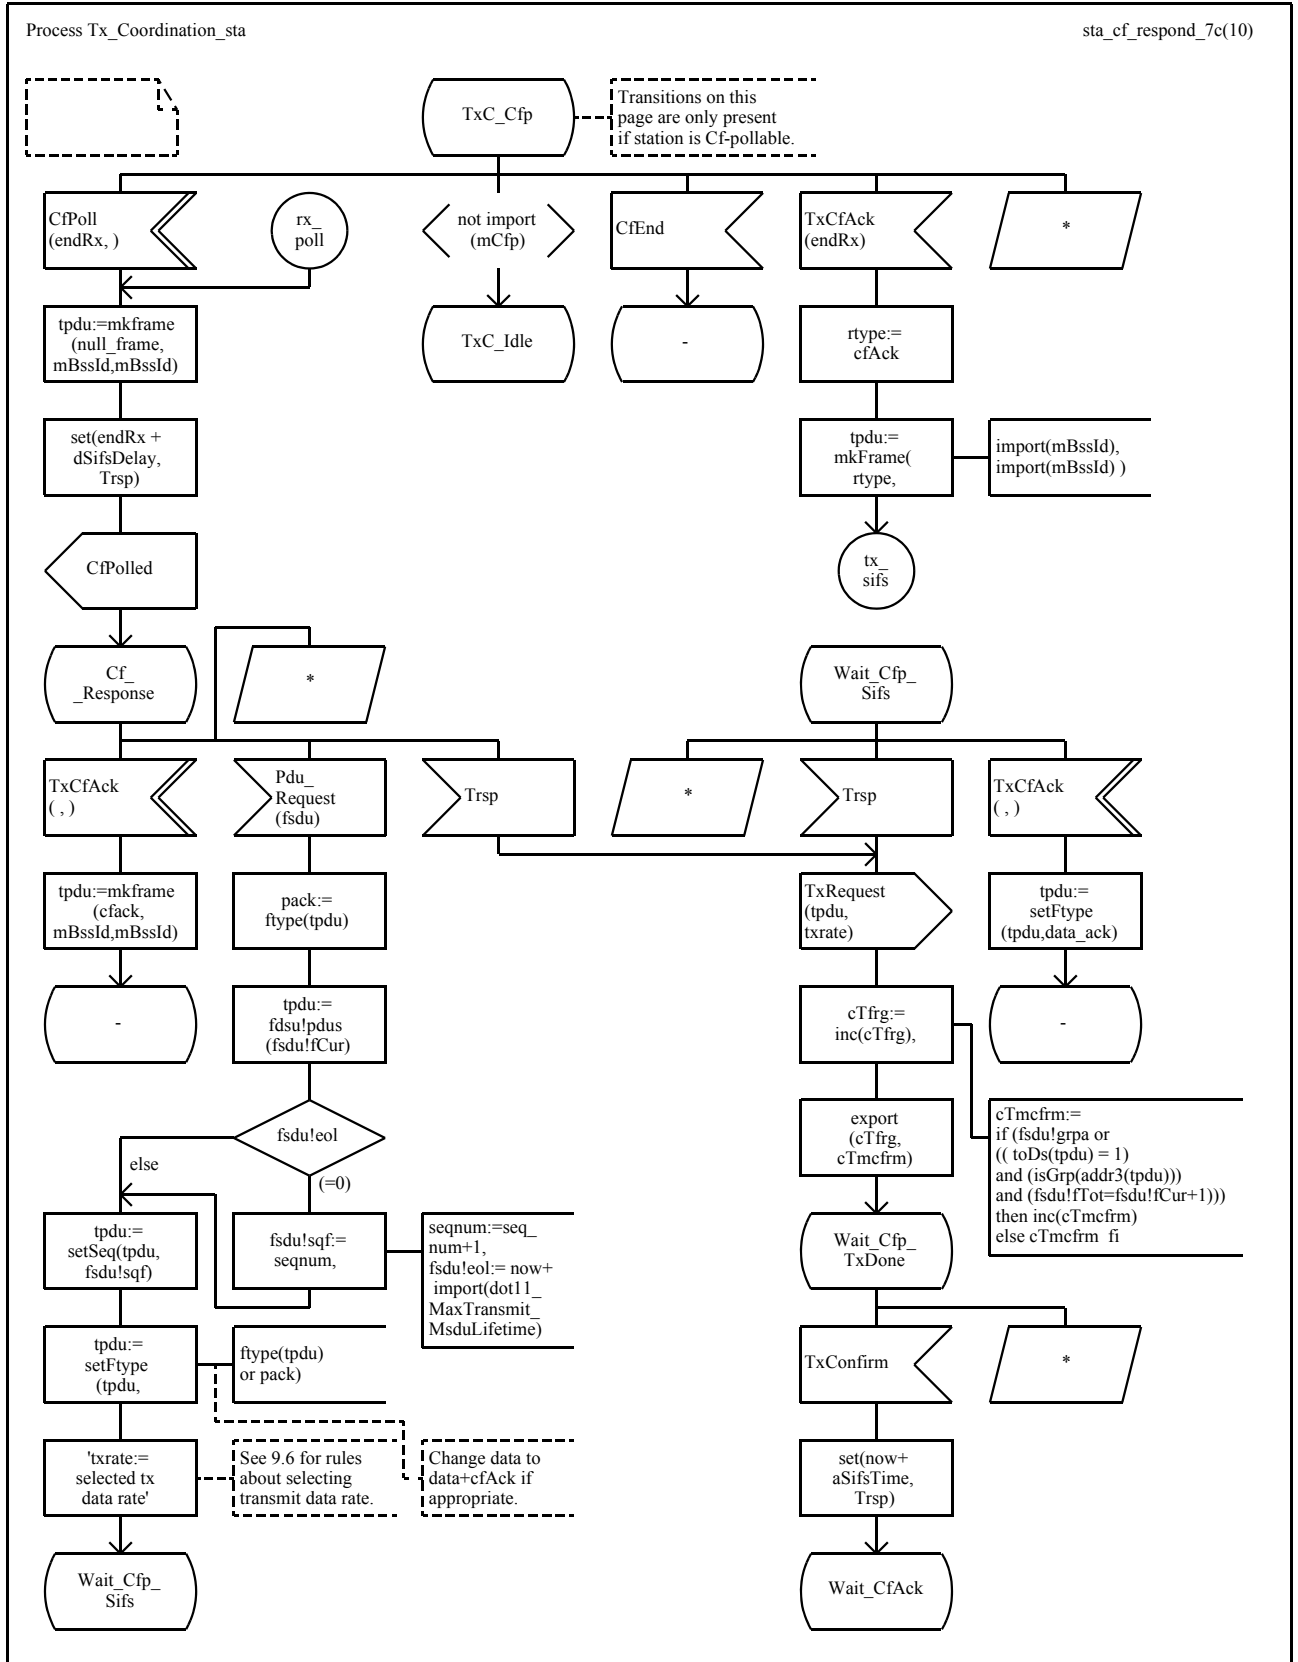 Process Tx_Coordination_sta
sta_cf_respond_7c(10)
TxC_Cfp
Transitions on this
page are only present
if station is Cf-pollable.
CfPoll
(endRx, )
rx_
poll
not import
(mCfp)
CfEnd
TxCfAck
(endRx)
*
tpdu:=mkframe
(null_frame,
mBssId,mBssId)
TxC_Idle
-
rtype:=
cfAck
set(endRx +
dSifsDelay,
Trsp)
tpdu:=
mkFrame(
rtype,
import(mBssId),
import(mBssId) )
CfPolled
tx_
sifs
Cf_
_Response
*
Wait_Cfp_
Sifs
TxCfAck
( , )
Pdu_
Request
(fsdu)
Trsp
*
Trsp
TxCfAck
( , )
tpdu:=mkframe
(cfack,
mBssId,mBssId)
pack:=
ftype(tpdu)
TxRequest
(tpdu,
txrate)
tpdu:=
setFtype
(tpdu,data_ack)
-
tpdu:=
fdsu!pdus
(fsdu!fCur)
cTfrg:=
inc(cTfrg),
-
fsdu!eol
else
(=0)
export
(cTfrg,
cTmcfrm)
cTmcfrm:=
if (fsdu!grpa or
(( toDs(tpdu) = 1)
and (isGrp(addr3(tpdu)))
and (fsdu!fTot=fsdu!fCur+1)))
then inc(cTmcfrm)
else cTmcfrm  fi
tpdu:=
setSeq(tpdu,
fsdu!sqf)
fsdu!sqf:=
seqnum,
seqnum:=seq_
num+1,
fsdu!eol:= now+
import(dot11_
MaxTransmit_
MsduLifetime)
Wait_Cfp_
TxDone
tpdu:=
setFtype
(tpdu,
ftype(tpdu)
or pack)
TxConfirm
*
'txrate:=
selected tx
data rate'
See 9.6 for rules
about selecting
transmit data rate.
Change data to
data+cfAck if
appropriate.
set(now+
aSifsTime,
Trsp)
Wait_Cfp_
Sifs
Wait_CfAck